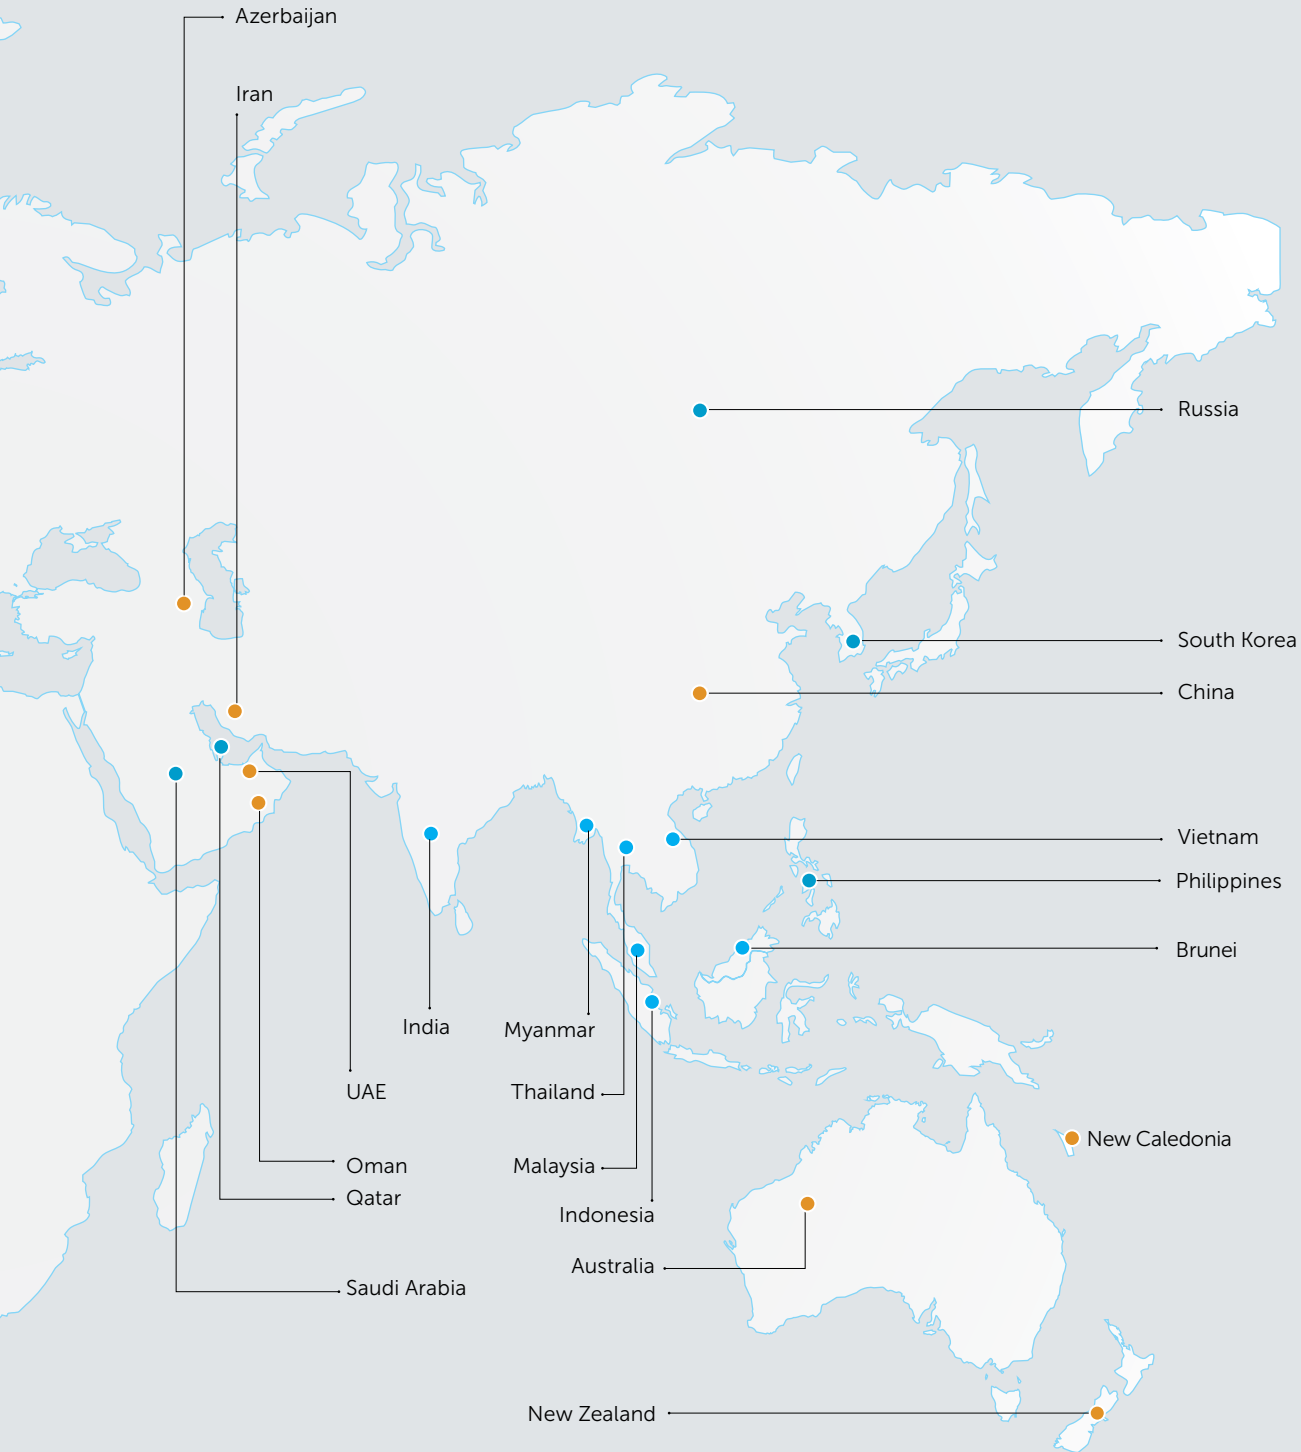 Azerbaijan
Iran
Russia
South Korea
China
Vietnam
Philippines
Brunei
India
Myanmar
UAE
Thailand
New Caledonia
Oman
Malaysia
Qatar
Indonesia
Australia
Saudi Arabia
New Zealand